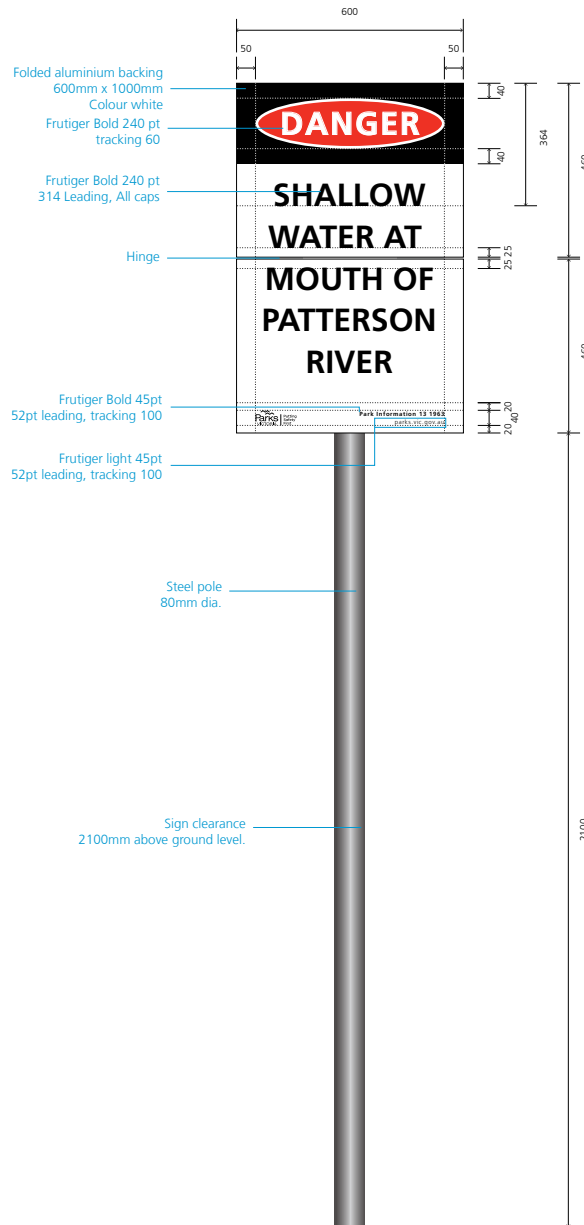 600
50
50
Folded aluminium backing
600mm x 1000mm
Colour white
Frutiger Bold 240 pt
tracking 60
DANGER
40
40
364
Frutiger Bold 240 pt
314 Leading, All caps
SHALLOW
WATER AT
Hinge
25
25
MOUTH OF
PATTERSON
RIVER
Frutiger Bold 45pt
52pt leading, tracking 100
Parks
Park Information 13 1963
parks.vic.gov.au
20
40
20
Frutiger light 45pt
52pt leading, tracking 100
Steel pole
80mm dia.
Sign clearance
2100mm above ground level.
2100